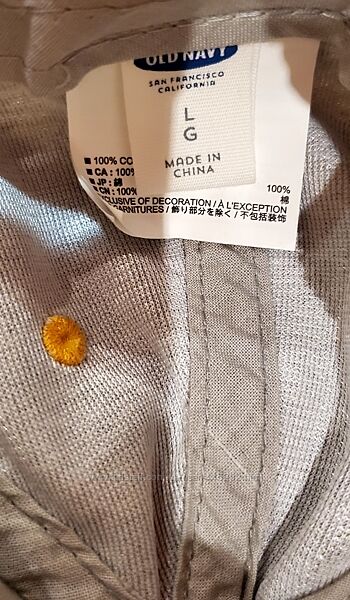 OLD NAVY
SAN FRANCISCO
CALIFORNIA
L
G
MADE IN
CHINA
■ 100% CO
■ CA : 100%
■ JP : 綿
■ CN : 100%
100%
棉
CLUSIVE OF DECORATION / À L'EXCEPTION
GARNITURES / 飾り部分を除く / 不包括装饰